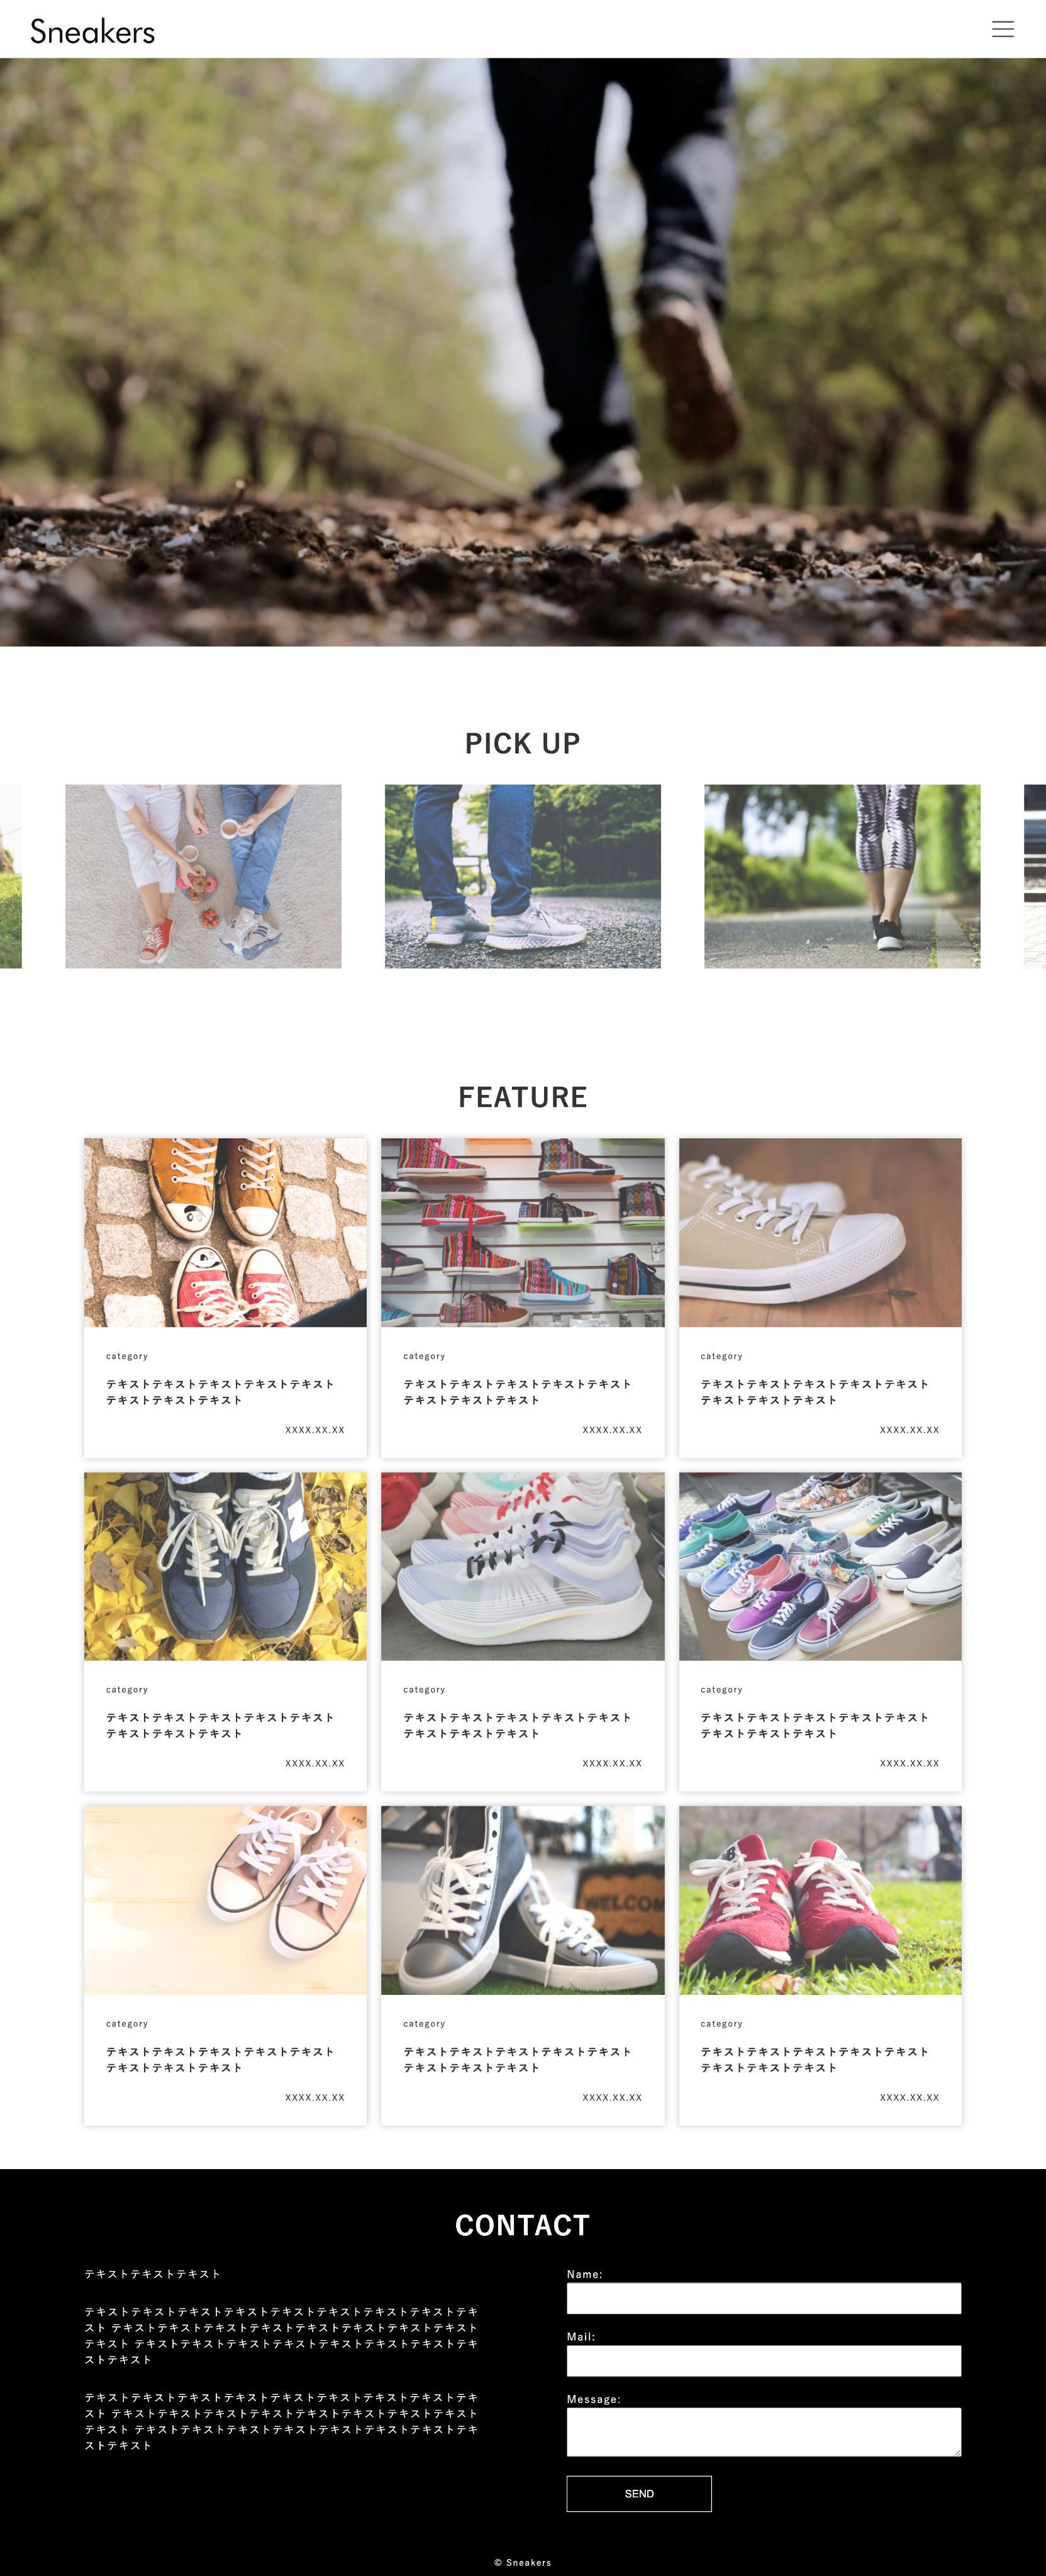 Sneakers
PICK UP
FEATURE
category
テキストテキストテキストテキストテキスト
テキストテキストテキスト
XXXX.XX.XX
category
テキストテキストテキストテキストテキスト
テキストテキストテキスト
XXXX.XX.XX
category
テキストテキストテキストテキストテキスト
テキストテキストテキスト
XXXX.XX.XX
category
テキストテキストテキストテキストテキスト
テキストテキストテキスト
XXXX.XX.XX
category
テキストテキストテキストテキストテキスト
テキストテキストテキスト
XXXX.XX.XX
category
テキストテキストテキストテキストテキスト
テキストテキストテキスト
XXXX.XX.XX
category
テキストテキストテキストテキストテキスト
テキストテキストテキスト
XXXX.XX.XX
WELCOM
category
テキストテキストテキストテキストテキスト
テキストテキストテキスト
XXXX.XX.XX
category
テキストテキストテキストテキストテキスト
テキストテキストテキスト
XXXX.XX.XX
CONTACT
テキストテキストテキスト
テキストテキストテキストテキストテキストテキストテキストテキストテキ
スト テキストテキストテキストテキストテキストテキストテキストテキスト
テキスト テキストテキストテキストテキストテキストテキストテキストテキ
ストテキスト
テキストテキストテキストテキストテキストテキストテキストテキストテキ
スト テキストテキストテキストテキストテキストテキストテキストテキスト
テキスト テキストテキストテキストテキストテキストテキストテキストテキ
ストテキスト
Name:
Mail:
Message:
SEND
© Sneakers